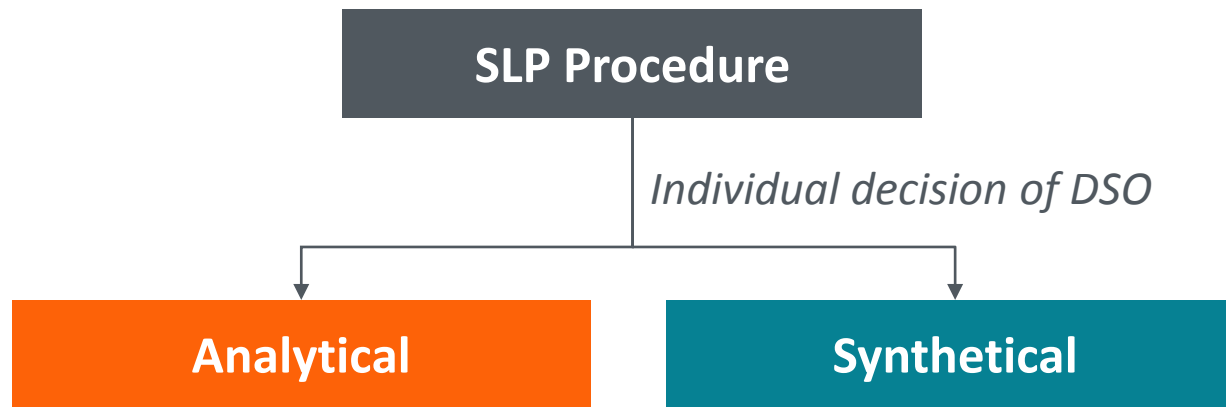 SLP Procedure
Individual decision of DSO
Analytical
Synthetical